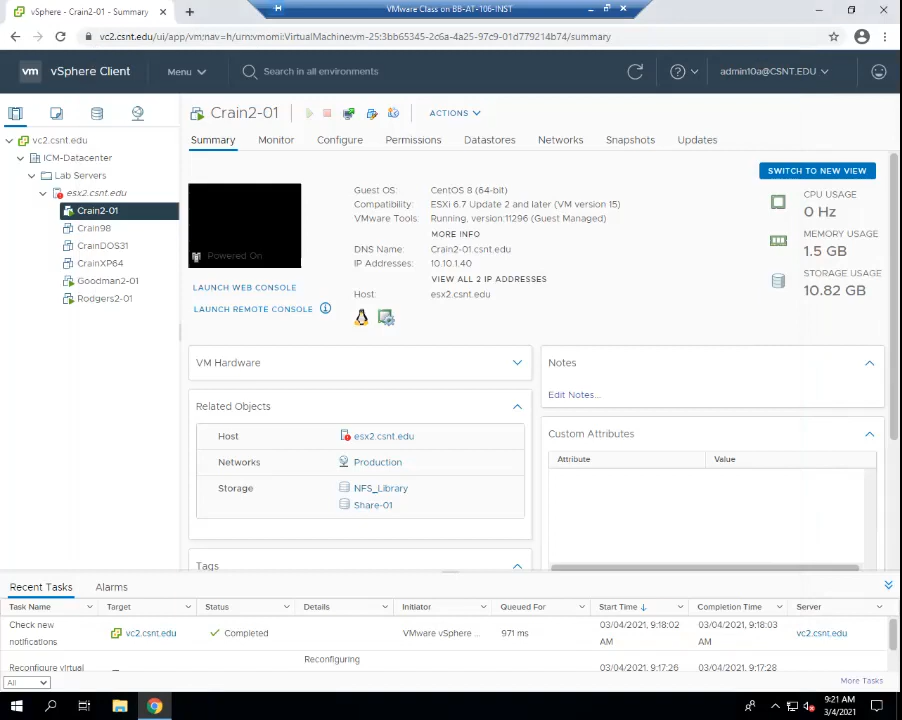 vSphere - Crain2-01 - Summary
VMware Class on BB-AT-106-INST
vc2.csnt.edu/ui/app/vm;nav=h/urn:vmomi:VirtualMachine:vm-25:3bb65345-2c6a-4a25-97c9-01d779214b74/summary
vm vSphere Client Menu Search in all environments admin10a@CSNT.EDU
Crain2-01 ACTIONS
Summary Monitor Configure Permissions Datastores Networks Snapshots Updates
vc2.csnt.edu
ICM-Datacenter
Lab Servers
esx2.csnt.edu
Crain2-01
Crain98
CrainDOS31
CrainXP64
Goodman2-01
Rodgers2-01
SWITCH TO NEW VIEW
Powered On
LAUNCH WEB CONSOLE
LAUNCH REMOTE CONSOLE
Guest OS: CentOS 8 (64-bit)
Compatibility: ESXi 6.7 Update 2 and later (VM version 15)
VMware Tools: Running, version:11296 (Guest Managed)
MORE INFO
DNS Name: Crain2-01.csnt.edu
IP Addresses: 10.10.1.40
VIEW ALL 2 IP ADDRESSES
Host: esx2.csnt.edu
CPU USAGE
0 Hz
MEMORY USAGE
1.5 GB
STORAGE USAGE
10.82 GB
VM Hardware
Related Objects
Host esx2.csnt.edu
Networks Production
Storage NFS_Library
Share-01
Tags
Notes
Edit Notes...
Custom Attributes
Attribute Value
Recent Tasks Alarms
Task Name Target Status Details Initiator Queued For Start Time Completion Time Server
Check new notifications vc2.csnt.edu Completed VMware vSphere ... 971 ms 03/04/2021, 9:18:02 AM 03/04/2021, 9:18:03 AM vc2.csnt.edu
Reconfigure virtual Reconfiguring 03/04/2021, 9:17:26 03/04/2021, 9:17:28
All More Tasks
9:21 AM
3/4/2021